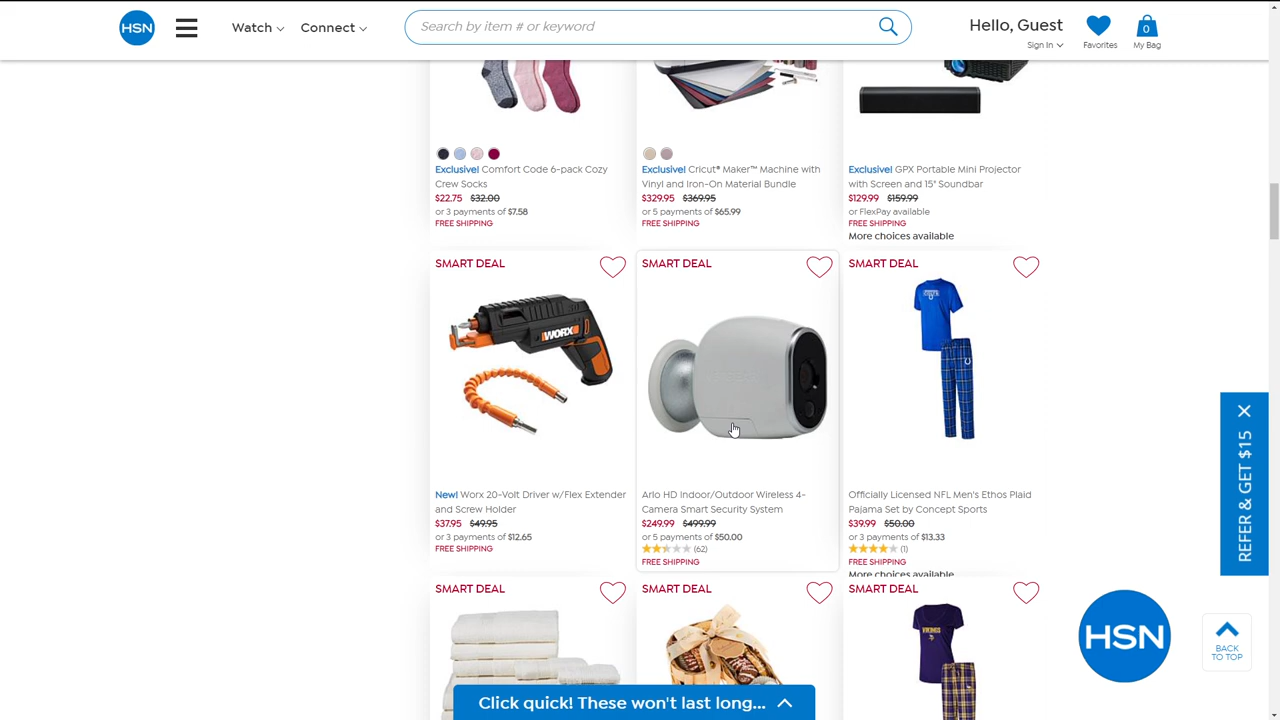 HSN
Watch
Connect
Search by item # or keyword
Hello, Guest
Sign In
Favorites
0
My Bag
Exclusive! Comfort Code 6-pack Cozy
Crew Socks
$22.75 $32.00
or 3 payments of $7.58
FREE SHIPPING
Exclusive! Cricut® Maker™ Machine with
Vinyl and Iron-On Material Bundle
$329.95 $369.95
or 5 payments of $65.99
FREE SHIPPING
Exclusive! GPX Portable Mini Projector
with Screen and 15" Soundbar
$129.99 $159.99
or FlexPay available
FREE SHIPPING
More choices available
SMART DEAL
WORX
New! Worx 20-Volt Driver w/Flex Extender
and Screw Holder
$37.95 $49.95
or 3 payments of $12.65
FREE SHIPPING
SMART DEAL
Arlo HD Indoor/Outdoor Wireless 4-
Camera Smart Security System
$249.99 $499.99
or 5 payments of $50.00
(62)
FREE SHIPPING
SMART DEAL
Officially Licensed NFL Men's Ethos Plaid
Pajama Set by Concept Sports
$39.99 $50.00
or 3 payments of $13.33
(1)
FREE SHIPPING
More choices available
SMART DEAL
SMART DEAL
SMART DEAL
VIKINGS
REFER & GET $15
HSN
BACK
TO TOP
Click quick! These won't last long...